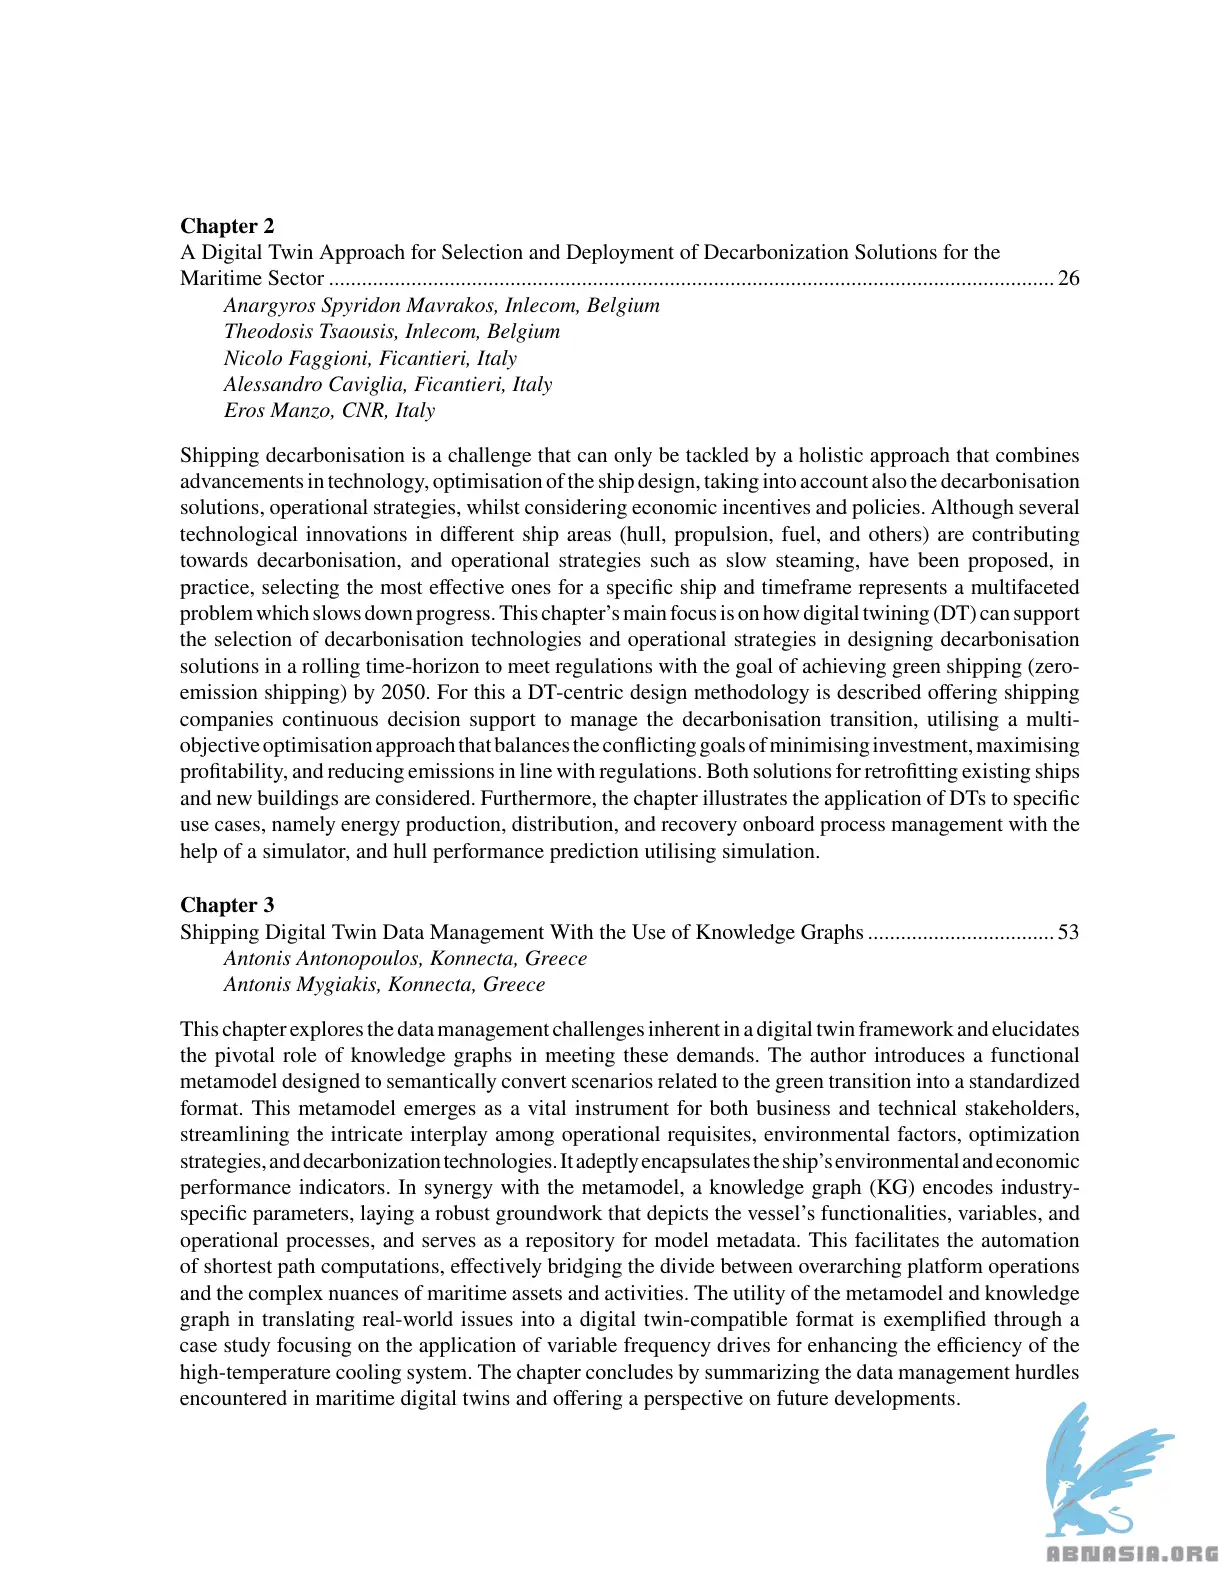 Chapter 2
A Digital Twin Approach for Selection and Deployment of Decarbonization Solutions for the
Maritime Sector .................................................................................................................................... 26
Anargyros Spyridon Mavrakos, Inlecom, Belgium
Theodosis Tsaousis, Inlecom, Belgium
Nicolo Faggioni, Ficantieri, Italy
Alessandro Caviglia, Ficantieri, Italy
Eros Manzo, CNR, Italy
Shipping decarbonisation is a challenge that can only be tackled by a holistic approach that combines
advancements in technology, optimisation of the ship design, taking into account also the decarbonisation
solutions, operational strategies, whilst considering economic incentives and policies. Although several
technological innovations in different ship areas (hull, propulsion, fuel, and others) are contributing
towards decarbonisation, and operational strategies such as slow steaming, have been proposed, in
practice, selecting the most effective ones for a specific ship and timeframe represents a multifaceted
problem which slows down progress. This chapter’s main focus is on how digital twining (DT) can support
the selection of decarbonisation technologies and operational strategies in designing decarbonisation
solutions in a rolling time-horizon to meet regulations with the goal of achieving green shipping (zero-
emission shipping) by 2050. For this a DT-centric design methodology is described offering shipping
companies continuous decision support to manage the decarbonisation transition, utilising a multi-
objective optimisation approach that balances the conflicting goals of minimising investment, maximising
profitability, and reducing emissions in line with regulations. Both solutions for retrofitting existing ships
and new buildings are considered. Furthermore, the chapter illustrates the application of DTs to specific
use cases, namely energy production, distribution, and recovery onboard process management with the
help of a simulator, and hull performance prediction utilising simulation.
Chapter 3
Shipping Digital Twin Data Management With the Use of Knowledge Graphs .................................. 53
Antonis Antonopoulos, Konnecta, Greece
Antonis Mygiakis, Konnecta, Greece
This chapter explores the data management challenges inherent in a digital twin framework and elucidates
the pivotal role of knowledge graphs in meeting these demands. The author introduces a functional
metamodel designed to semantically convert scenarios related to the green transition into a standardized
format. This metamodel emerges as a vital instrument for both business and technical stakeholders,
streamlining the intricate interplay among operational requisites, environmental factors, optimization
strategies, and decarbonization technologies. It adeptly encapsulates the ship’s environmental and economic
performance indicators. In synergy with the metamodel, a knowledge graph (KG) encodes industry-
specific parameters, laying a robust groundwork that depicts the vessel’s functionalities, variables, and
operational processes, and serves as a repository for model metadata. This facilitates the automation
of shortest path computations, effectively bridging the divide between overarching platform operations
and the complex nuances of maritime assets and activities. The utility of the metamodel and knowledge
graph in translating real-world issues into a digital twin-compatible format is exemplified through a
case study focusing on the application of variable frequency drives for enhancing the efficiency of the
high-temperature cooling system. The chapter concludes by summarizing the data management hurdles
encountered in maritime digital twins and offering a perspective on future developments.
ABNASIA.ORG